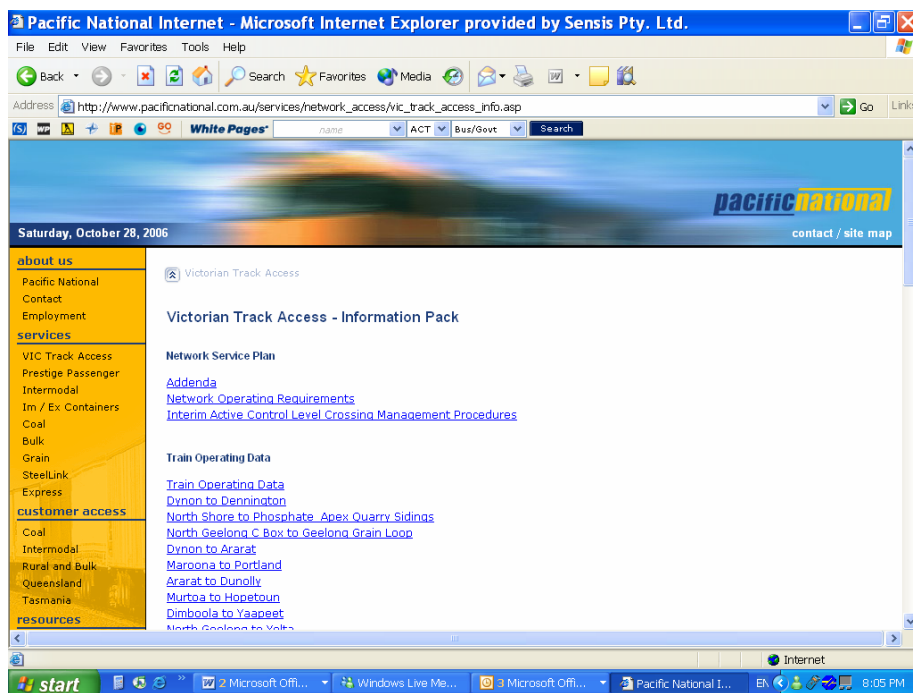 Pacific National Internet - Microsoft Internet Explorer provided by Sensis Pty. Ltd.
File Edit View Favorites Tools Help
Back Search Favorites Media
Address http://www.pacificnational.com.au/services/network_access/vic_track_access_info.asp Go Links
White Pages name ACT Bus/Govt Search
pacificnational
Saturday, October 28, 2006 contact / site map
about us
Pacific National
Contact
Employment
services
VIC Track Access
Prestige Passenger
Intermodal
Im / Ex Containers
Coal
Bulk
Grain
SteelLink
Express
customer access
Coal
Intermodal
Rural and Bulk
Queensland
Tasmania
resources
Victorian Track Access
Victorian Track Access - Information Pack
Network Service Plan
Addenda
Network Operating Requirements
Interim Active Control Level Crossing Management Procedures
Train Operating Data
Train Operating Data
Dynon to Dennington
North Shore to Phosphate Apex Quarry Sidings
North Geelong C Box to Geelong Grain Loop
Dynon to Ararat
Maroona to Portland
Ararat to Dunolly
Murtoa to Hopetoun
Dimboola to Yaapeet
North Geelong to Yelta
Internet
start 2 Microsoft Offi... Windows Live Me... 3 Microsoft Offi... Pacific National I... EN 8:05 PM